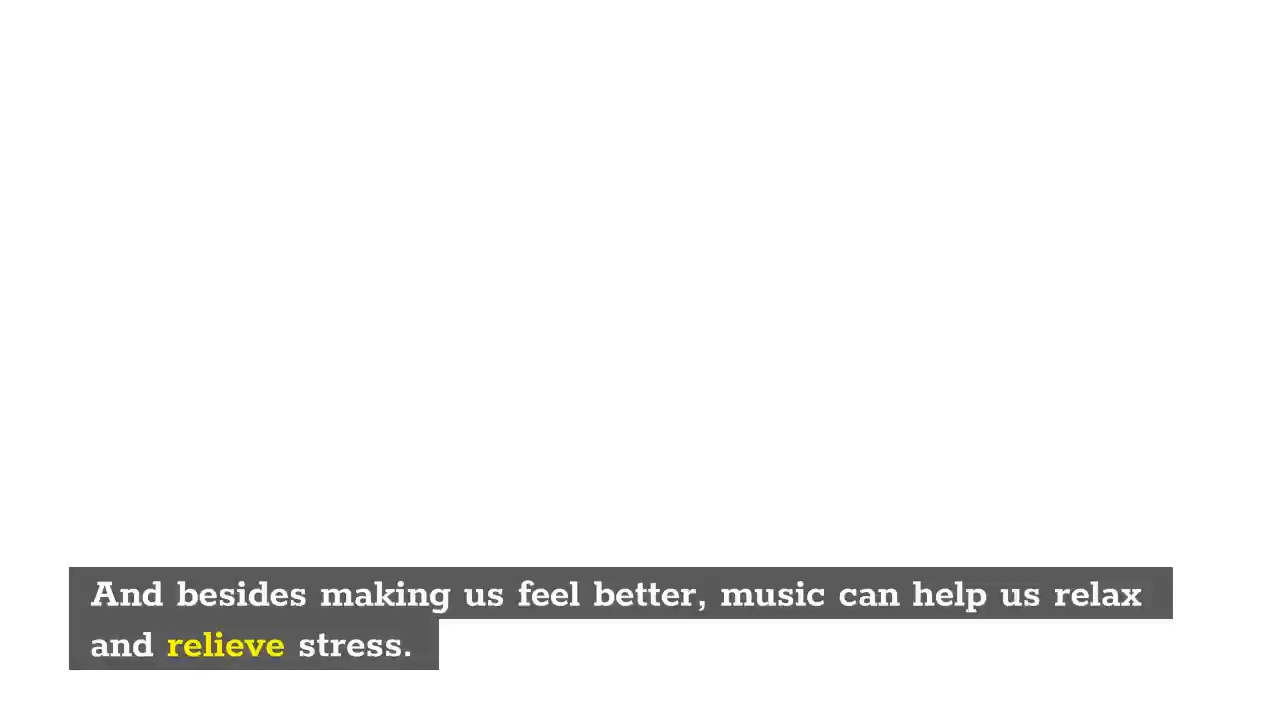 And besides making us feel better, music can help us relax
and relieve stress.